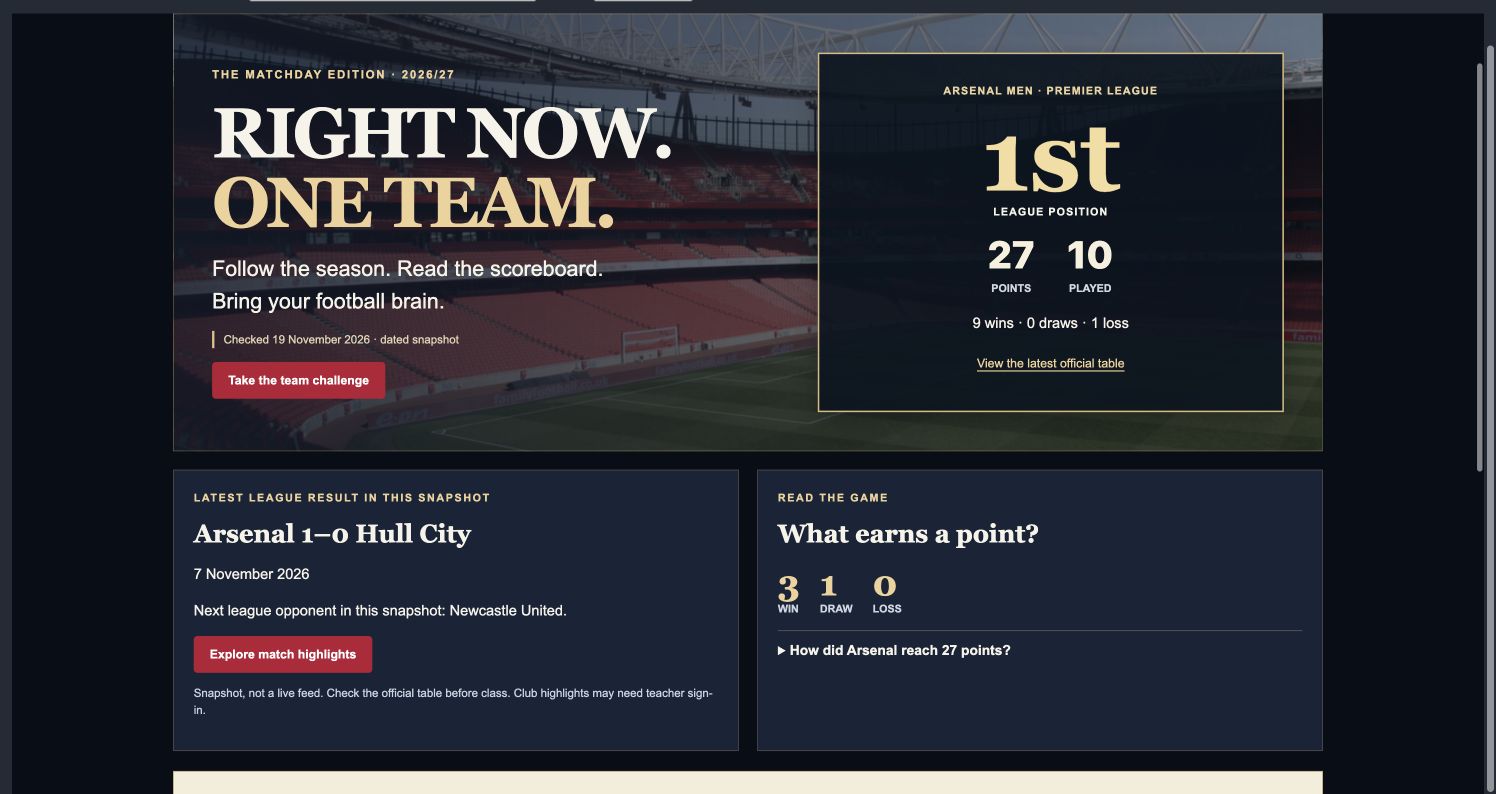 THE MATCHDAY EDITION · 2026/27
RIGHT NOW.
ONE TEAM.
Follow the season. Read the scoreboard.
Bring your football brain.
Checked 19 November 2026 · dated snapshot
Take the team challenge
ARSENAL MEN · PREMIER LEAGUE
1st
LEAGUE POSITION
27 10
POINTS PLAYED
9 wins · 0 draws · 1 loss
View the latest official table
LATEST LEAGUE RESULT IN THIS SNAPSHOT
Arsenal 1–0 Hull City
7 November 2026
Next league opponent in this snapshot: Newcastle United.
Explore match highlights
Snapshot, not a live feed. Check the official table before class. Club highlights may need teacher sign-
in.
READ THE GAME
What earns a point?
3 1 0
WIN DRAW LOSS
How did Arsenal reach 27 points?